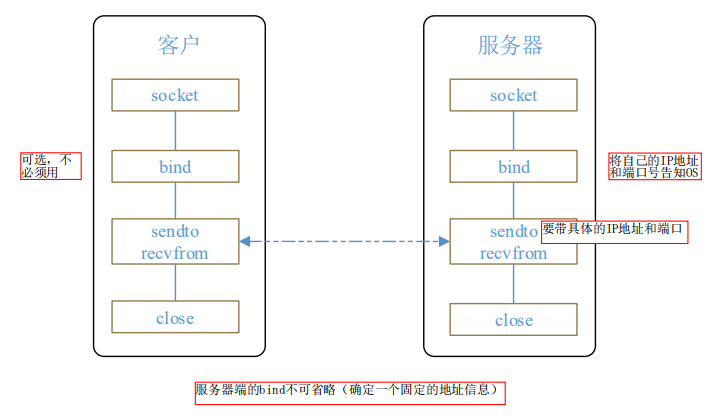 客户
服务器
socket
socket
可选，不
必须用
bind
bind
将自己的IP地址
和端口号告知OS
sendto
recvfrom
sendto
recvfrom
要带具体的IP地址和端口
close
close
服务器端的bind不可省略（确定一个固定的地址信息）